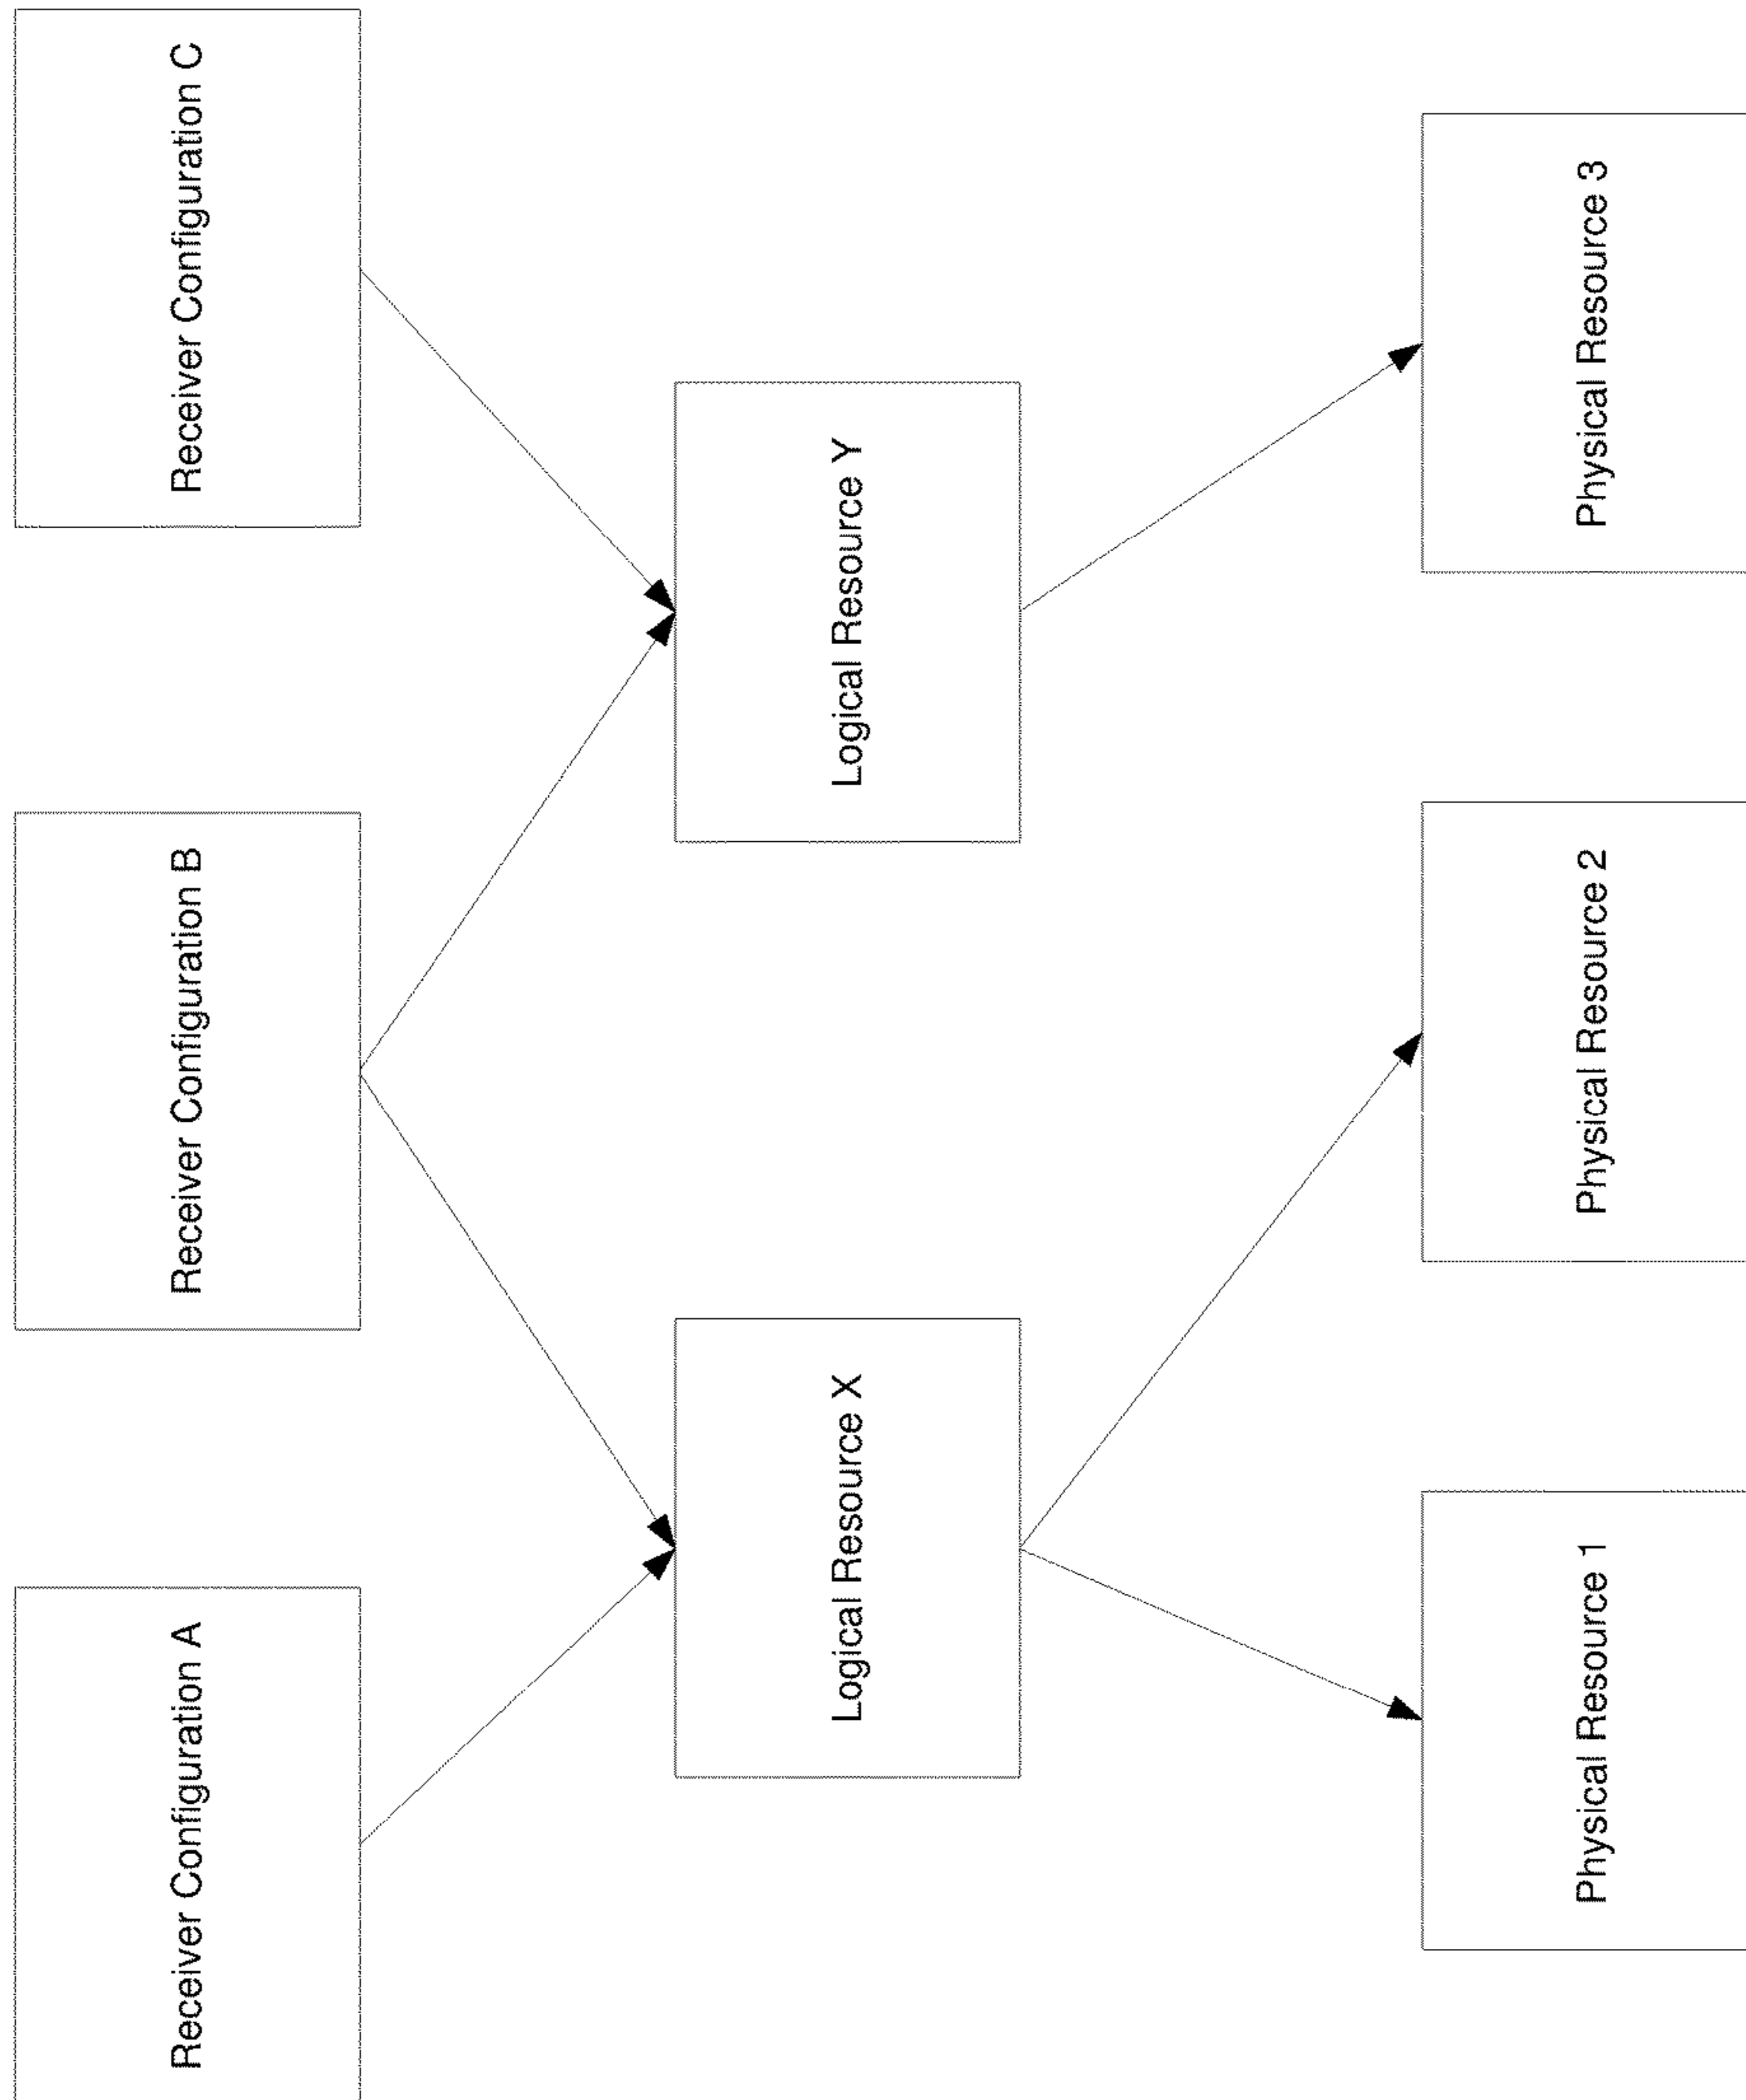 Receiver Configuration A
Receiver Configuration B
Receiver Configuration C
Logical Resource X
Logical Resource Y
Physical Resource 1
Physical Resource 2
Physical Resource 3